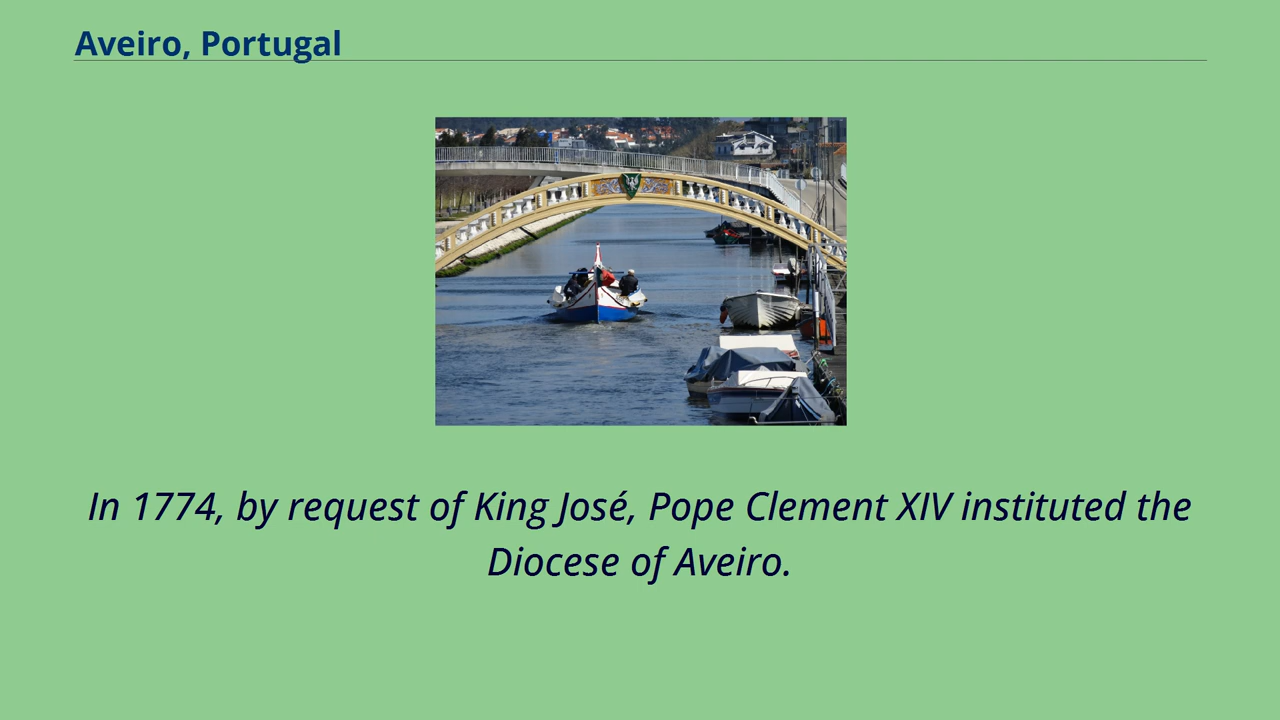 Aveiro, Portugal
In 1774, by request of King José, Pope Clement XIV instituted the
Diocese of Aveiro.